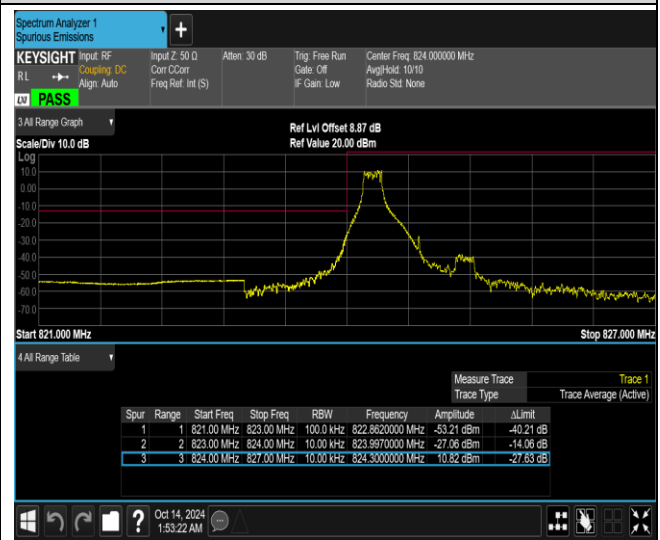 Spectrum Analyzer 1
Spurious Emissions
+
KEYSIGHT Input: RF Input Z: 50 Ω Atten: 30 dB Trig: Free Run Center Freq: 824.000000 MHz
RL Coupling: DC Corr CCorr Gate: Off Avg|Hold: 10/10
Align: Auto Freq Ref: Int (S) IF Gain: Low Radio Std: None
LXI PASS
3 All Range Graph
Ref Lvl Offset 8.87 dB
Scale/Div 10.0 dB Ref Value 20.00 dBm
Log
10.0
0.00
-10.0
-20.0
-30.0
-40.0
-50.0
-60.0
-70.0
Start 821.000 MHz Stop 827.000 MHz
4 All Range Table
Measure Trace Trace 1
Trace Type Trace Average (Active)
Spur Range Start Freq Stop Freq RBW Frequency Amplitude ΔLimit
1 1 821.00 MHz 823.00 MHz 100.0 kHz 822.8620000 MHz -53.21 dBm -40.21 dB
2 2 823.00 MHz 824.00 MHz 10.00 kHz 823.9970000 MHz -27.06 dBm -14.06 dB
3 3 824.00 MHz 827.00 MHz 10.00 kHz 824.3000000 MHz 10.82 dBm -27.63 dB
? Oct 14, 2024
1:53:22 AM